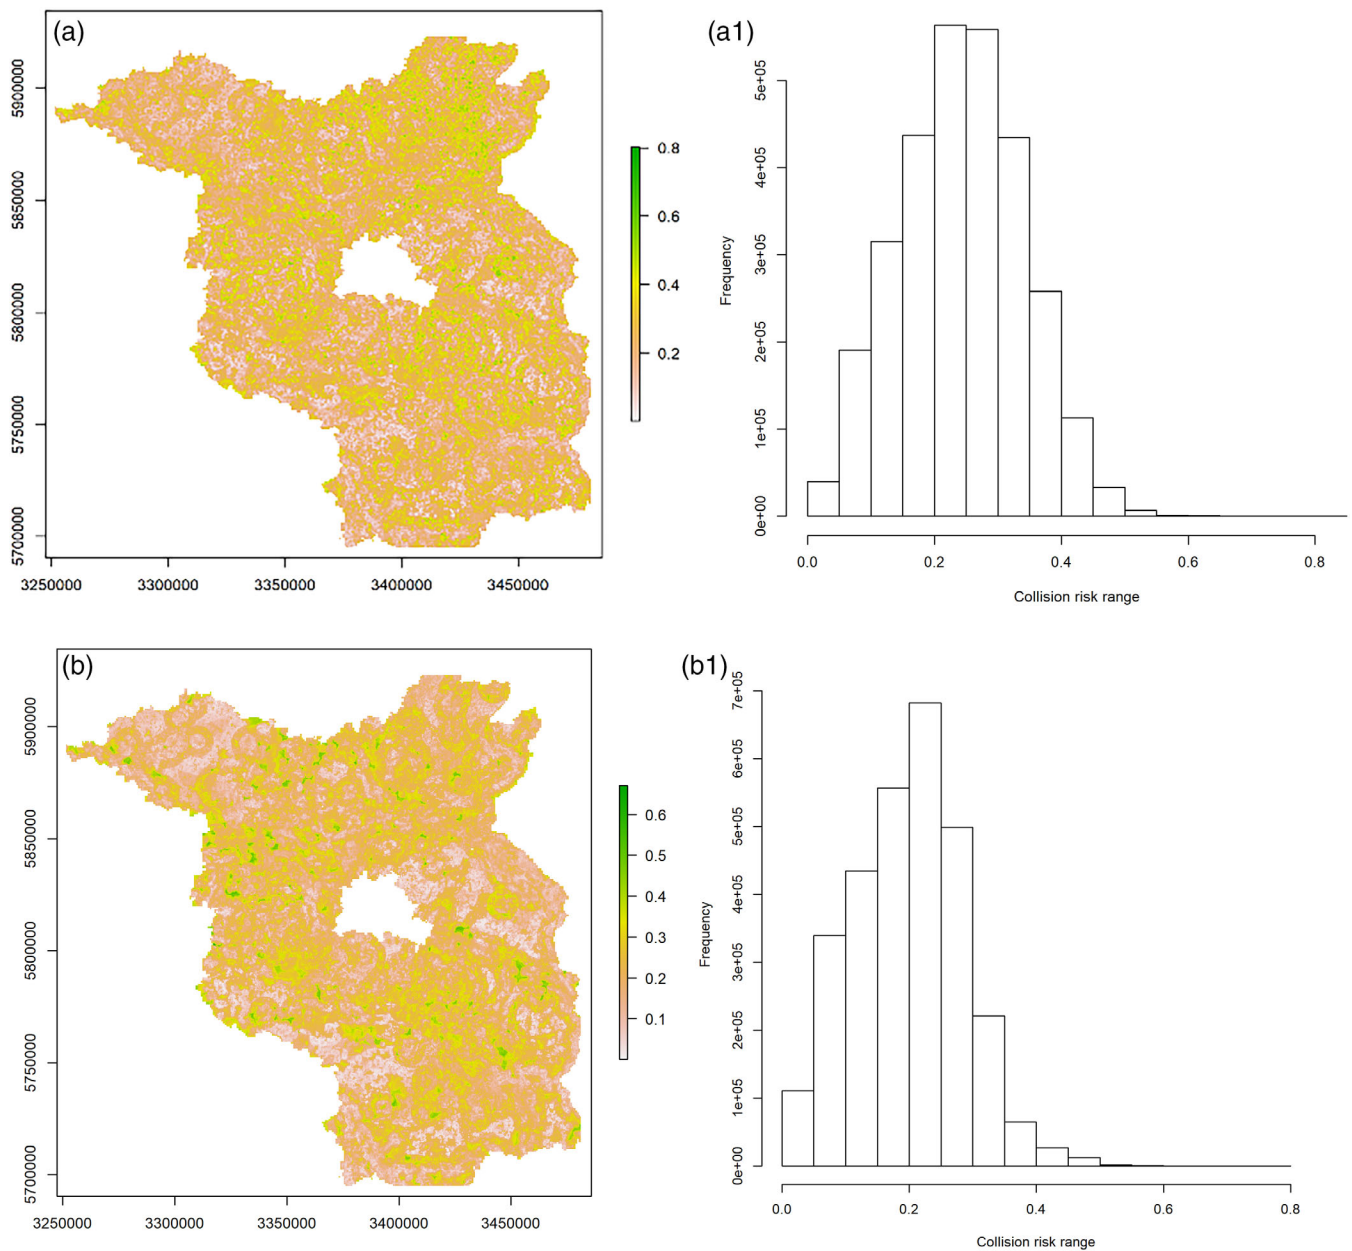 (a)
5900000
5850000
5800000
5750000
5700000
3250000 3300000 3350000 3400000 3450000
0.8
0.6
0.4
0.2
(a1)
Frequency
5e+05
4e+05
3e+05
2e+05
1e+05
0e+00
0.0 0.2 0.4 0.6 0.8
Collision risk range
(b)
5900000
5850000
5800000
5750000
5700000
3250000 3300000 3350000 3400000 3450000
0.6
0.5
0.4
0.3
0.2
0.1
(b1)
Frequency
7e+05
6e+05
5e+05
4e+05
3e+05
2e+05
1e+05
0e+00
0.0 0.2 0.4 0.6 0.8
Collision risk range